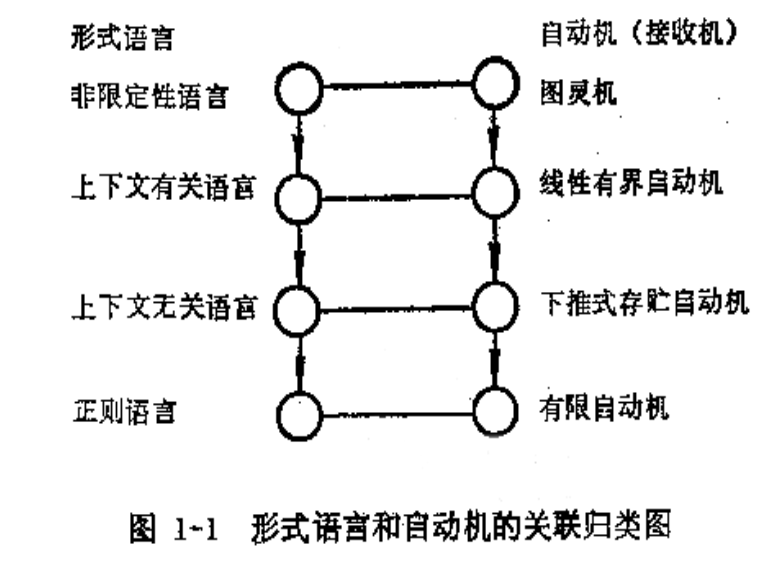 形式语言
自动机（接收机）
非限定性语言
图灵机
上下文有关语言
线性有界自动机
上下文无关语言
下推式存贮自动机
正则语言
有限自动机
图 1-1 形式语言和自动机的关联归类图